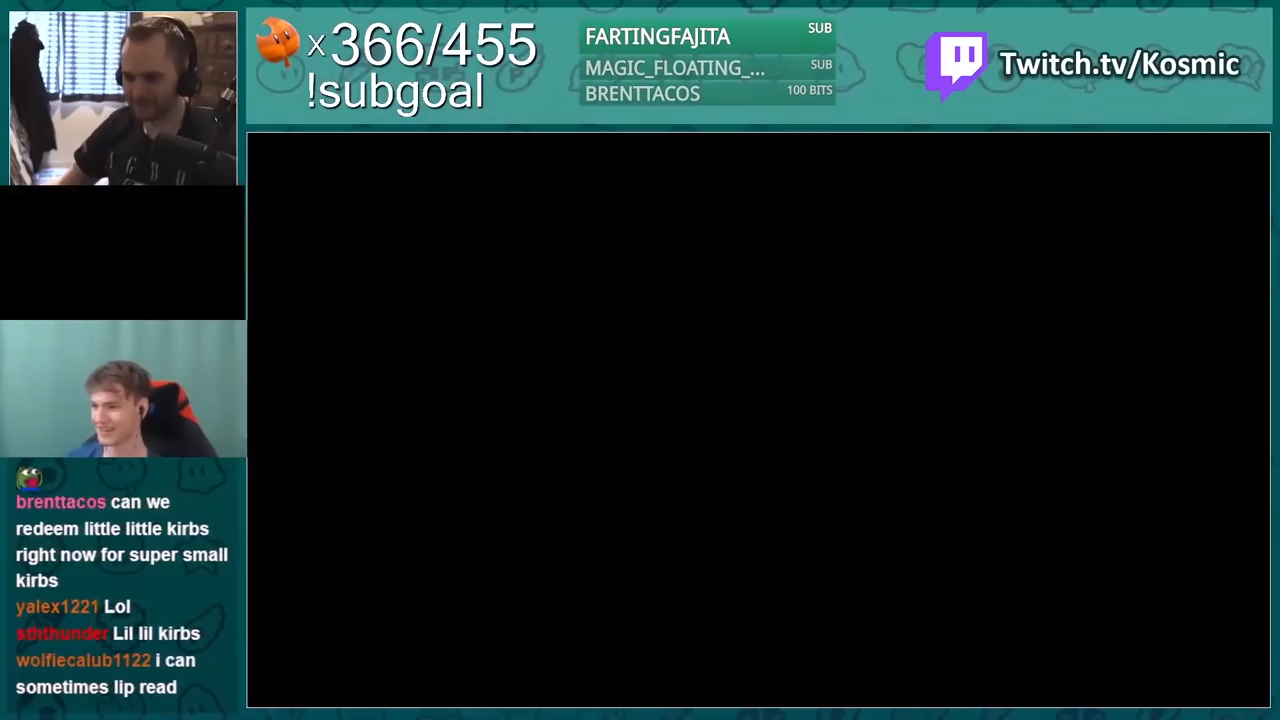 x 366/455
!subgoal
FARTINGFAJITA SUB
MAGIC_FLOATING_... SUB
BRENTTACOS 100 BITS
Twitch.tv/Kosmic
brenttacos can we
redeem little little kirbs
right now for super small
kirbs
yalex1221 Lol
sththunder Lil lil kirbs
wolfiecalub1122 i can
sometimes lip read